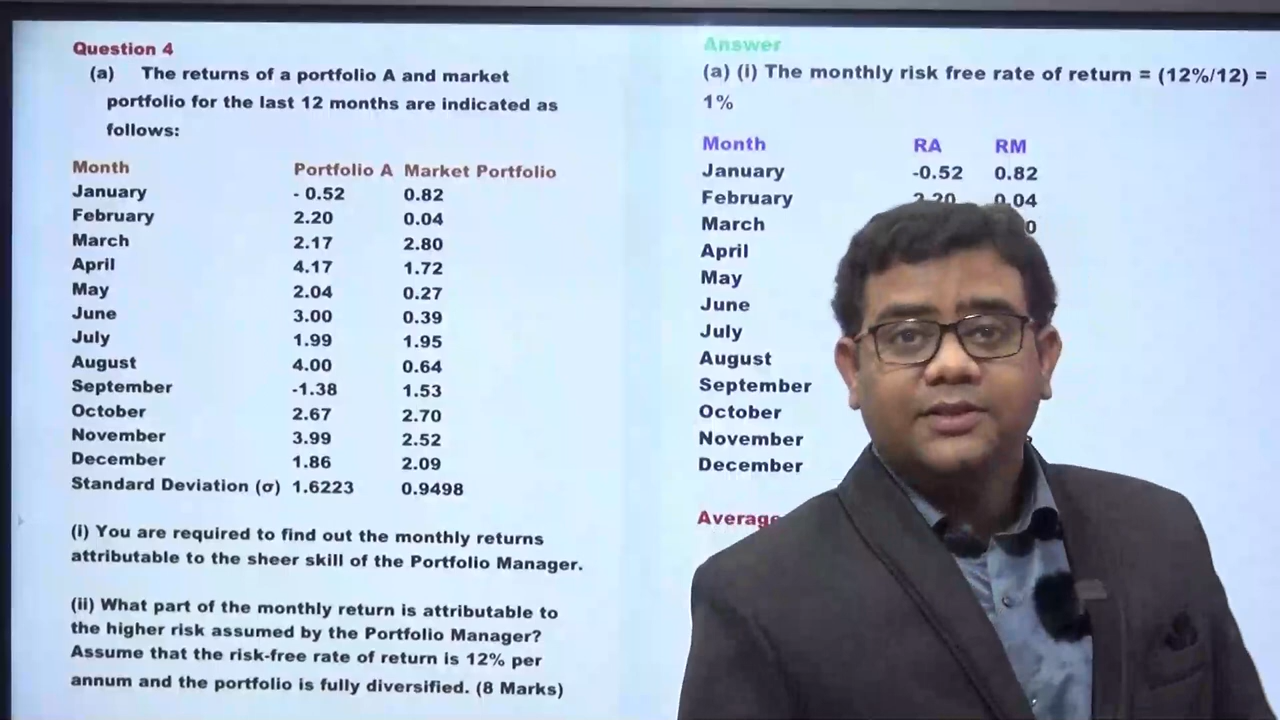 Question 4
(a) The returns of a portfolio A and market
portfolio for the last 12 months are indicated as
follows:
Month Portfolio A Market Portfolio
January - 0.52 0.82
February 2.20 0.04
March 2.17 2.80
April 4.17 1.72
May 2.04 0.27
June 3.00 0.39
July 1.99 1.95
August 4.00 0.64
September -1.38 1.53
October 2.67 2.70
November 3.99 2.52
December 1.86 2.09
Standard Deviation (σ) 1.6223 0.9498
(i) You are required to find out the monthly returns
attributable to the sheer skill of the Portfolio Manager.
(ii) What part of the monthly return is attributable to
the higher risk assumed by the Portfolio Manager?
Assume that the risk-free rate of return is 12% per
annum and the portfolio is fully diversified. (8 Marks)
Answer
(a) (i) The monthly risk free rate of return = (12%/12) =
1%
Month RA RM
January -0.52 0.82
February 2.20 0.04
March
April
May
June
July
August
September
October
November
December
Average